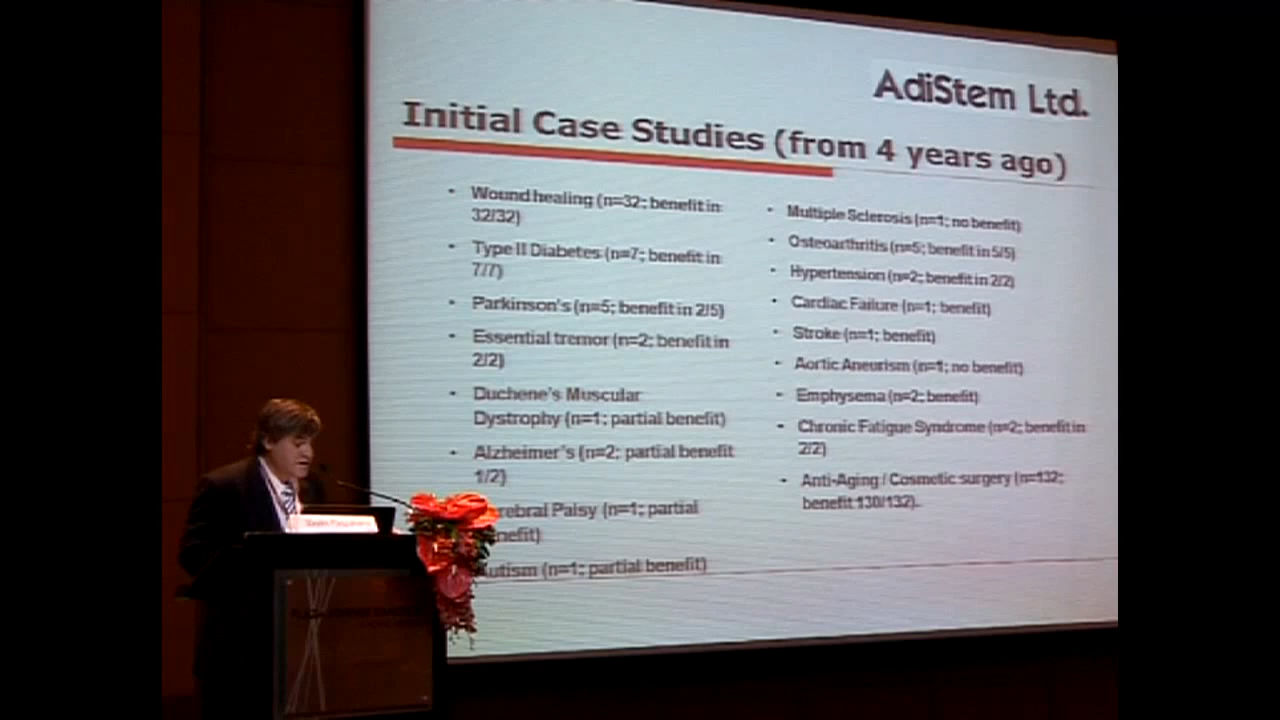 AdiStem Ltd.
Initial Case Studies (from 4 years ago)
• Wound healing (n=32; benefit in
32/32)
• Type II Diabetes (n=7; benefit in
7/7)
• Parkinson's (n=5; benefit in 2/5)
• Essential tremor (n=2; benefit in
2/2)
• Duchene's Muscular
Dystrophy (n=1; partial benefit)
• Alzheimer's (n=2; partial benefit
1/2)
rebral Palsy (n=1; partial
nefit)
Autism (n=1; partial benefit)
• Multiple Sclerosis (n=1; no benefit)
• Osteoarthritis (n=5; benefit in 5/5)
• Hypertension (n=2; benefit in 2/2)
• Cardiac Failure (n=1; benefit)
• Stroke (n=1; benefit)
• Aortic Aneurism (n=1; no benefit)
• Emphysema (n=2; benefit)
• Chronic Fatigue Syndrome (n=2; benefit in
2/2)
• Anti-Aging / Cosmetic surgery (n=132;
benefit 130/132).